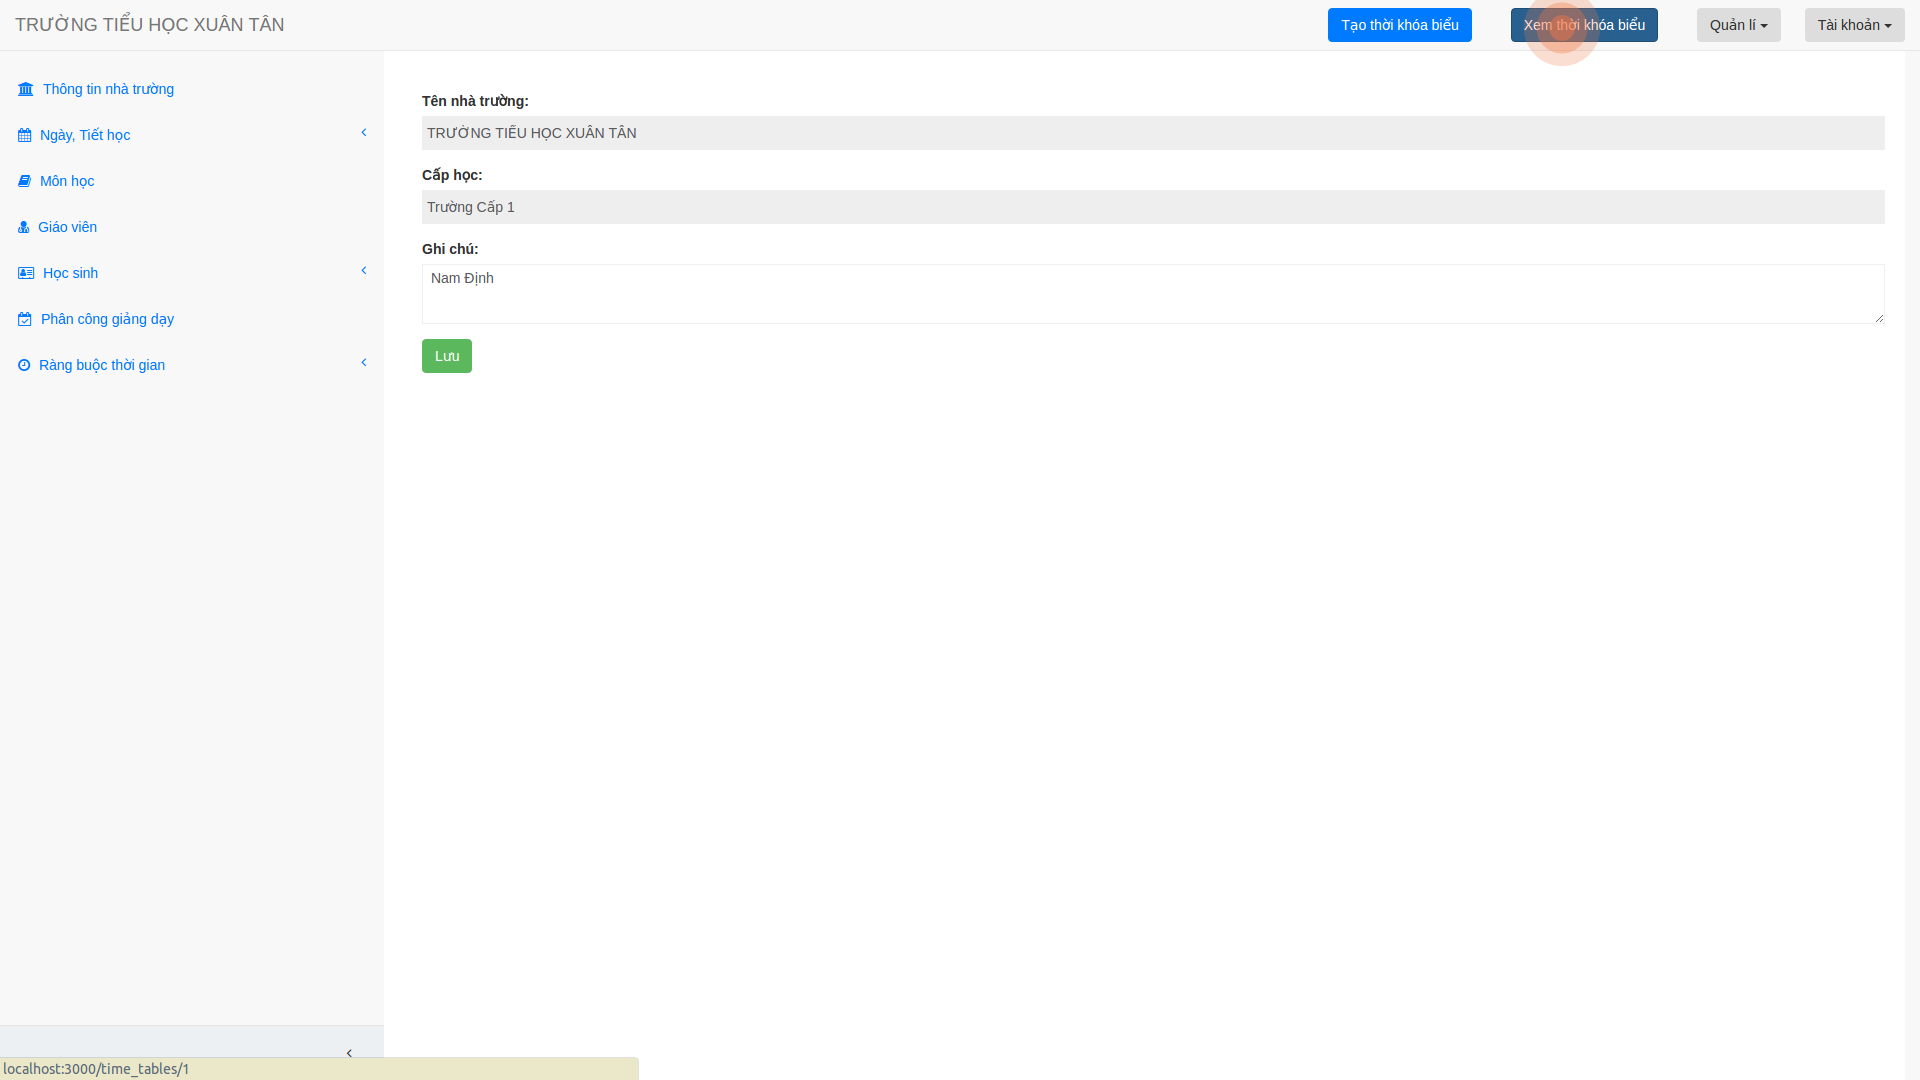 TRƯỜNG TIỂU HỌC XUÂN TÂN
Tạo thời khóa biểu
Xem thời khóa biểu
Quản lí
Tài khoản
Thông tin nhà trường
Ngày, Tiết học
Môn học
Giáo viên
Học sinh
Phân công giảng dạy
Ràng buộc thời gian
Tên nhà trường:
TRƯỜNG TIỂU HỌC XUÂN TÂN
Cấp học:
Trường Cấp 1
Ghi chú:
Nam Định
Lưu
localhost:3000/time_tables/1